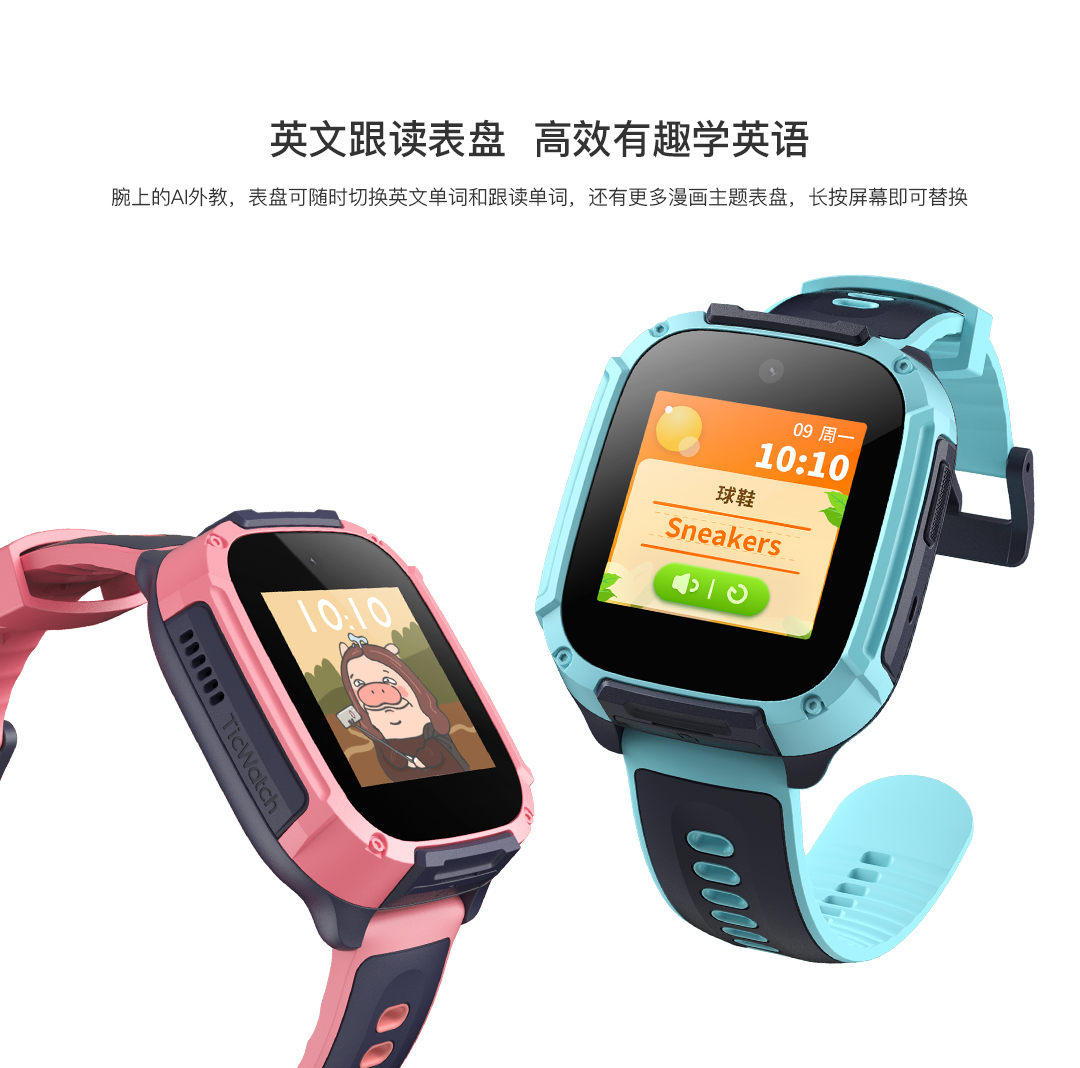 英文跟读表盘 高效有趣学英语
腕上的AI外教，表盘可随时切换英文单词和跟读单词，还有更多漫画主题表盘，长按屏幕即可替换
09 周一
10:10
球鞋
Sneakers
10:10
TicWatch